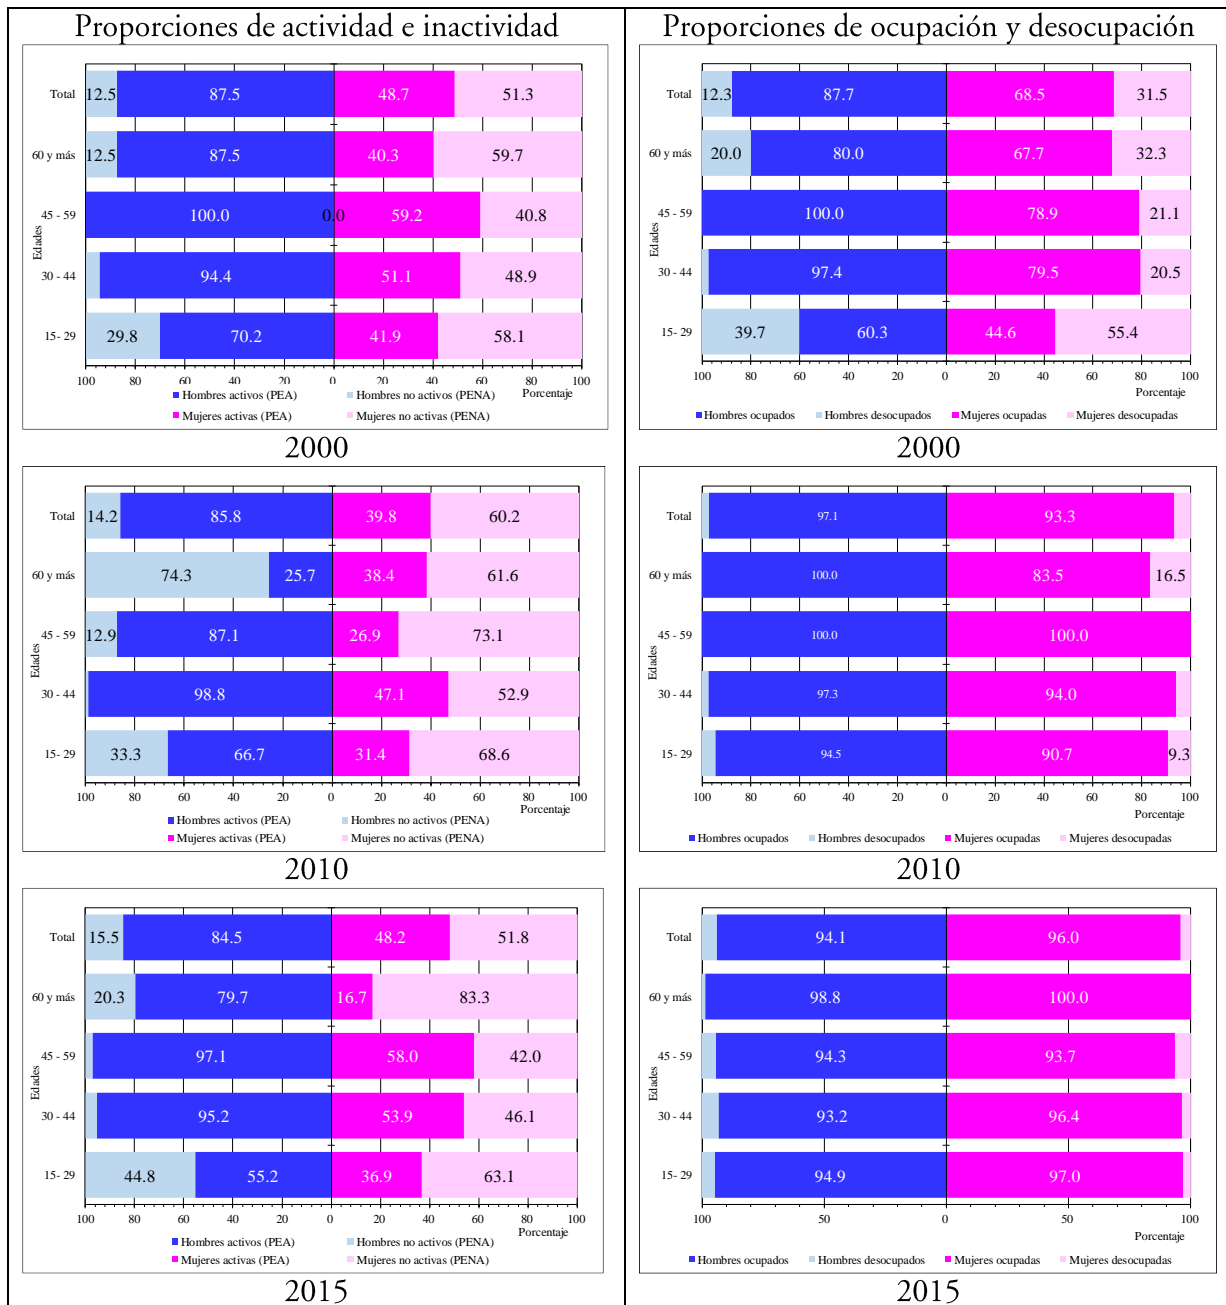 Proporciones de actividad e inactividad
Total 12.5 87.5 48.7 51.3
60 y más 12.5 87.5 40.3 59.7
45 - 59 100.0 0.0 59.2 40.8
30 - 44 94.4 51.1 48.9
15- 29 29.8 70.2 41.9 58.1
Edades
100 80 60 40 20 0 20 40 60 80 100
Porcentaje
Hombres activos (PEA) Hombres no activos (PENA)
Mujeres activas (PEA) Mujeres no activas (PENA)
2000
Proporciones de ocupación y desocupación
Total 12.3 87.7 68.5 31.5
60 y más 20.0 80.0 67.7 32.3
45 - 59 100.0 78.9 21.1
30 - 44 97.4 79.5 20.5
15- 29 39.7 60.3 44.6 55.4
Edades
100 80 60 40 20 0 20 40 60 80 100
Porcentaje
Hombres ocupados Hombres desocupados Mujeres ocupadas Mujeres desocupadas
2000
Total 14.2 85.8 39.8 60.2
60 y más 74.3 25.7 38.4 61.6
45 - 59 12.9 87.1 26.9 73.1
30 - 44 98.8 47.1 52.9
15- 29 33.3 66.7 31.4 68.6
Edades
100 80 60 40 20 0 20 40 60 80 100
Porcentaje
Hombres activos (PEA) Hombres no activos (PENA)
Mujeres activas (PEA) Mujeres no activas (PENA)
2010
Total 97.1 93.3
60 y más 100.0 83.5 16.5
45 - 59 100.0 100.0
30 - 44 97.3 94.0
15- 29 94.5 90.7 9.3
Edades
100 80 60 40 20 0 20 40 60 80 100
Porcentaje
Hombres ocupados Hombres desocupados Mujeres ocupadas Mujeres desocupadas
2010
Total 15.5 84.5 48.2 51.8
60 y más 20.3 79.7 16.7 83.3
45 - 59 97.1 58.0 42.0
30 - 44 95.2 53.9 46.1
15- 29 44.8 55.2 36.9 63.1
Edades
100 80 60 40 20 0 20 40 60 80 100
Porcentaje
Hombres activos (PEA) Hombres no activos (PENA)
Mujeres activas (PEA) Mujeres no activas (PENA)
2015
Total 94.1 96.0
60 y más 98.8 100.0
45 - 59 94.3 93.7
30 - 44 93.2 96.4
15- 29 94.9 97.0
Edades
100 50 0 50 100
Porcentaje
Hombres ocupados Hombres desocupados Mujeres ocupadas Mujeres desocupadas
2015